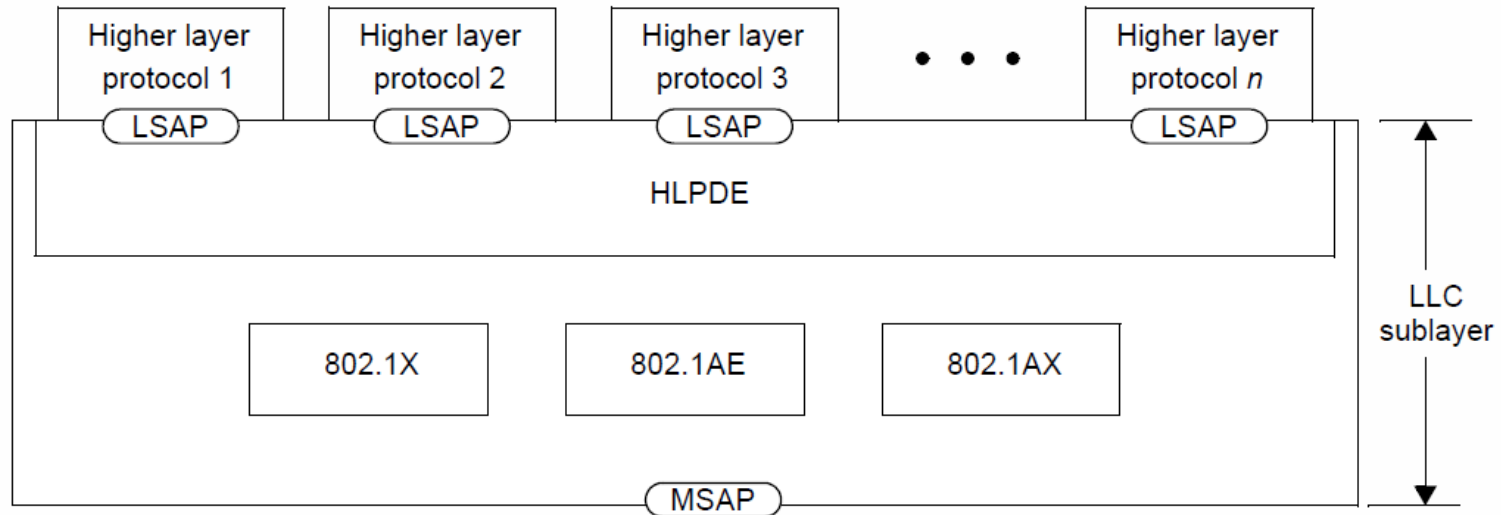 Higher layer
protocol 1
Higher layer
protocol 2
Higher layer
protocol 3
• • •
Higher layer
protocol n
LSAP
LSAP
LSAP
LSAP
HLPDE
LLC
sublayer
802.1X
802.1AE
802.1AX
MSAP